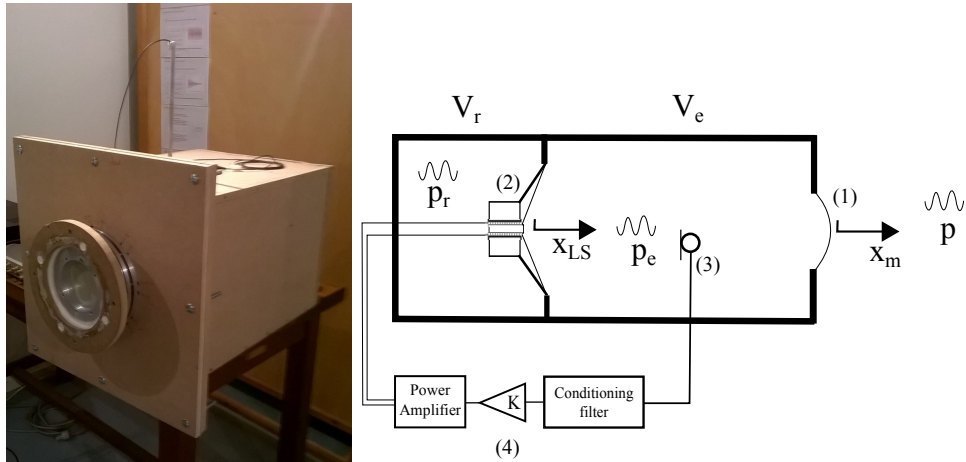 V_r
V_e
p_r
(2)
x_LS
p_e
(3)
(1)
x_m
p
Power
Amplifier
K
Conditioning
filter
(4)